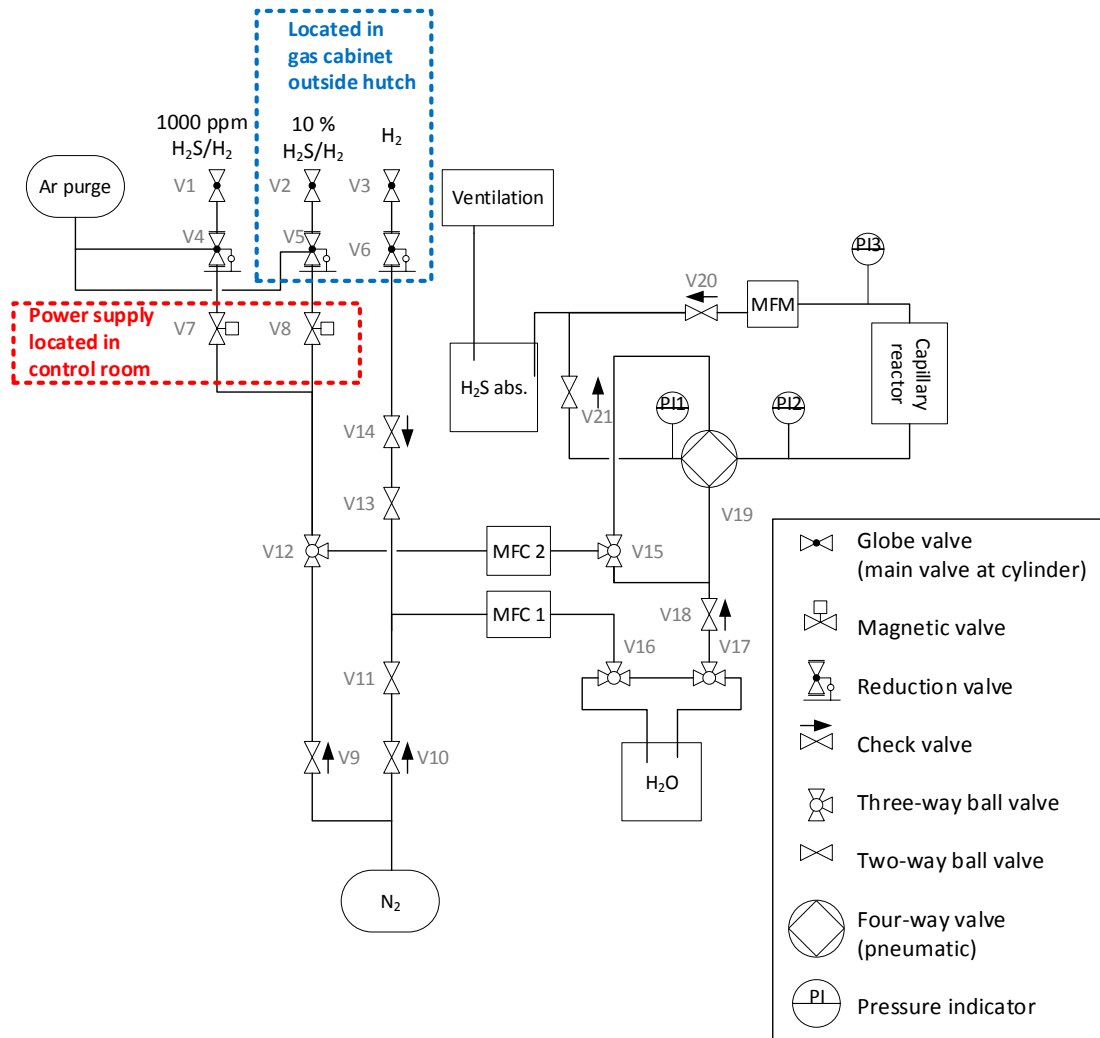 Located in
gas cabinet
outside hutch
1000 ppm
H₂S/H₂
10 %
H₂S/H₂
H₂
Ar purge
V1
V2
V3
Ventilation
V4
V5
V6
PI3
V20
MFM
Power supply
located in
control room
V7
V8
Capillary
reactor
H₂S abs.
V21
PI1
PI2
V14
V13
V19
V12
MFC 2
V15
MFC 1
V18
V16
V17
V11
V9
V10
H₂O
N₂
Globe valve
(main valve at cylinder)
Magnetic valve
Reduction valve
Check valve
Three-way ball valve
Two-way ball valve
Four-way valve
(pneumatic)
PI
Pressure indicator